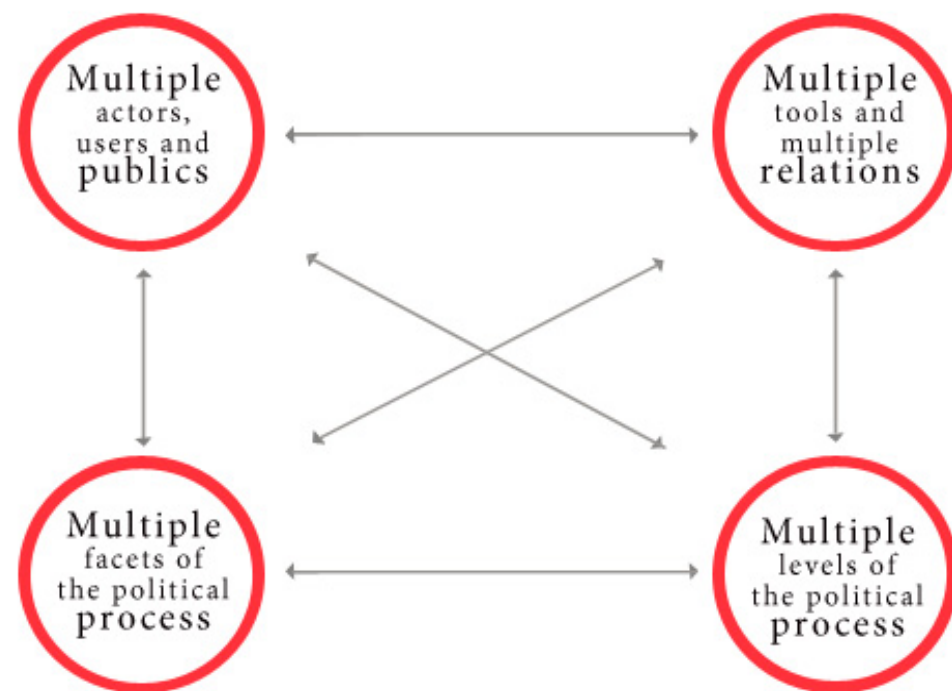 Multiple
actors,
users and
publics
Multiple
tools and
multiple
relations
Multiple
facets of
the political
process
Multiple
levels of
the political
process